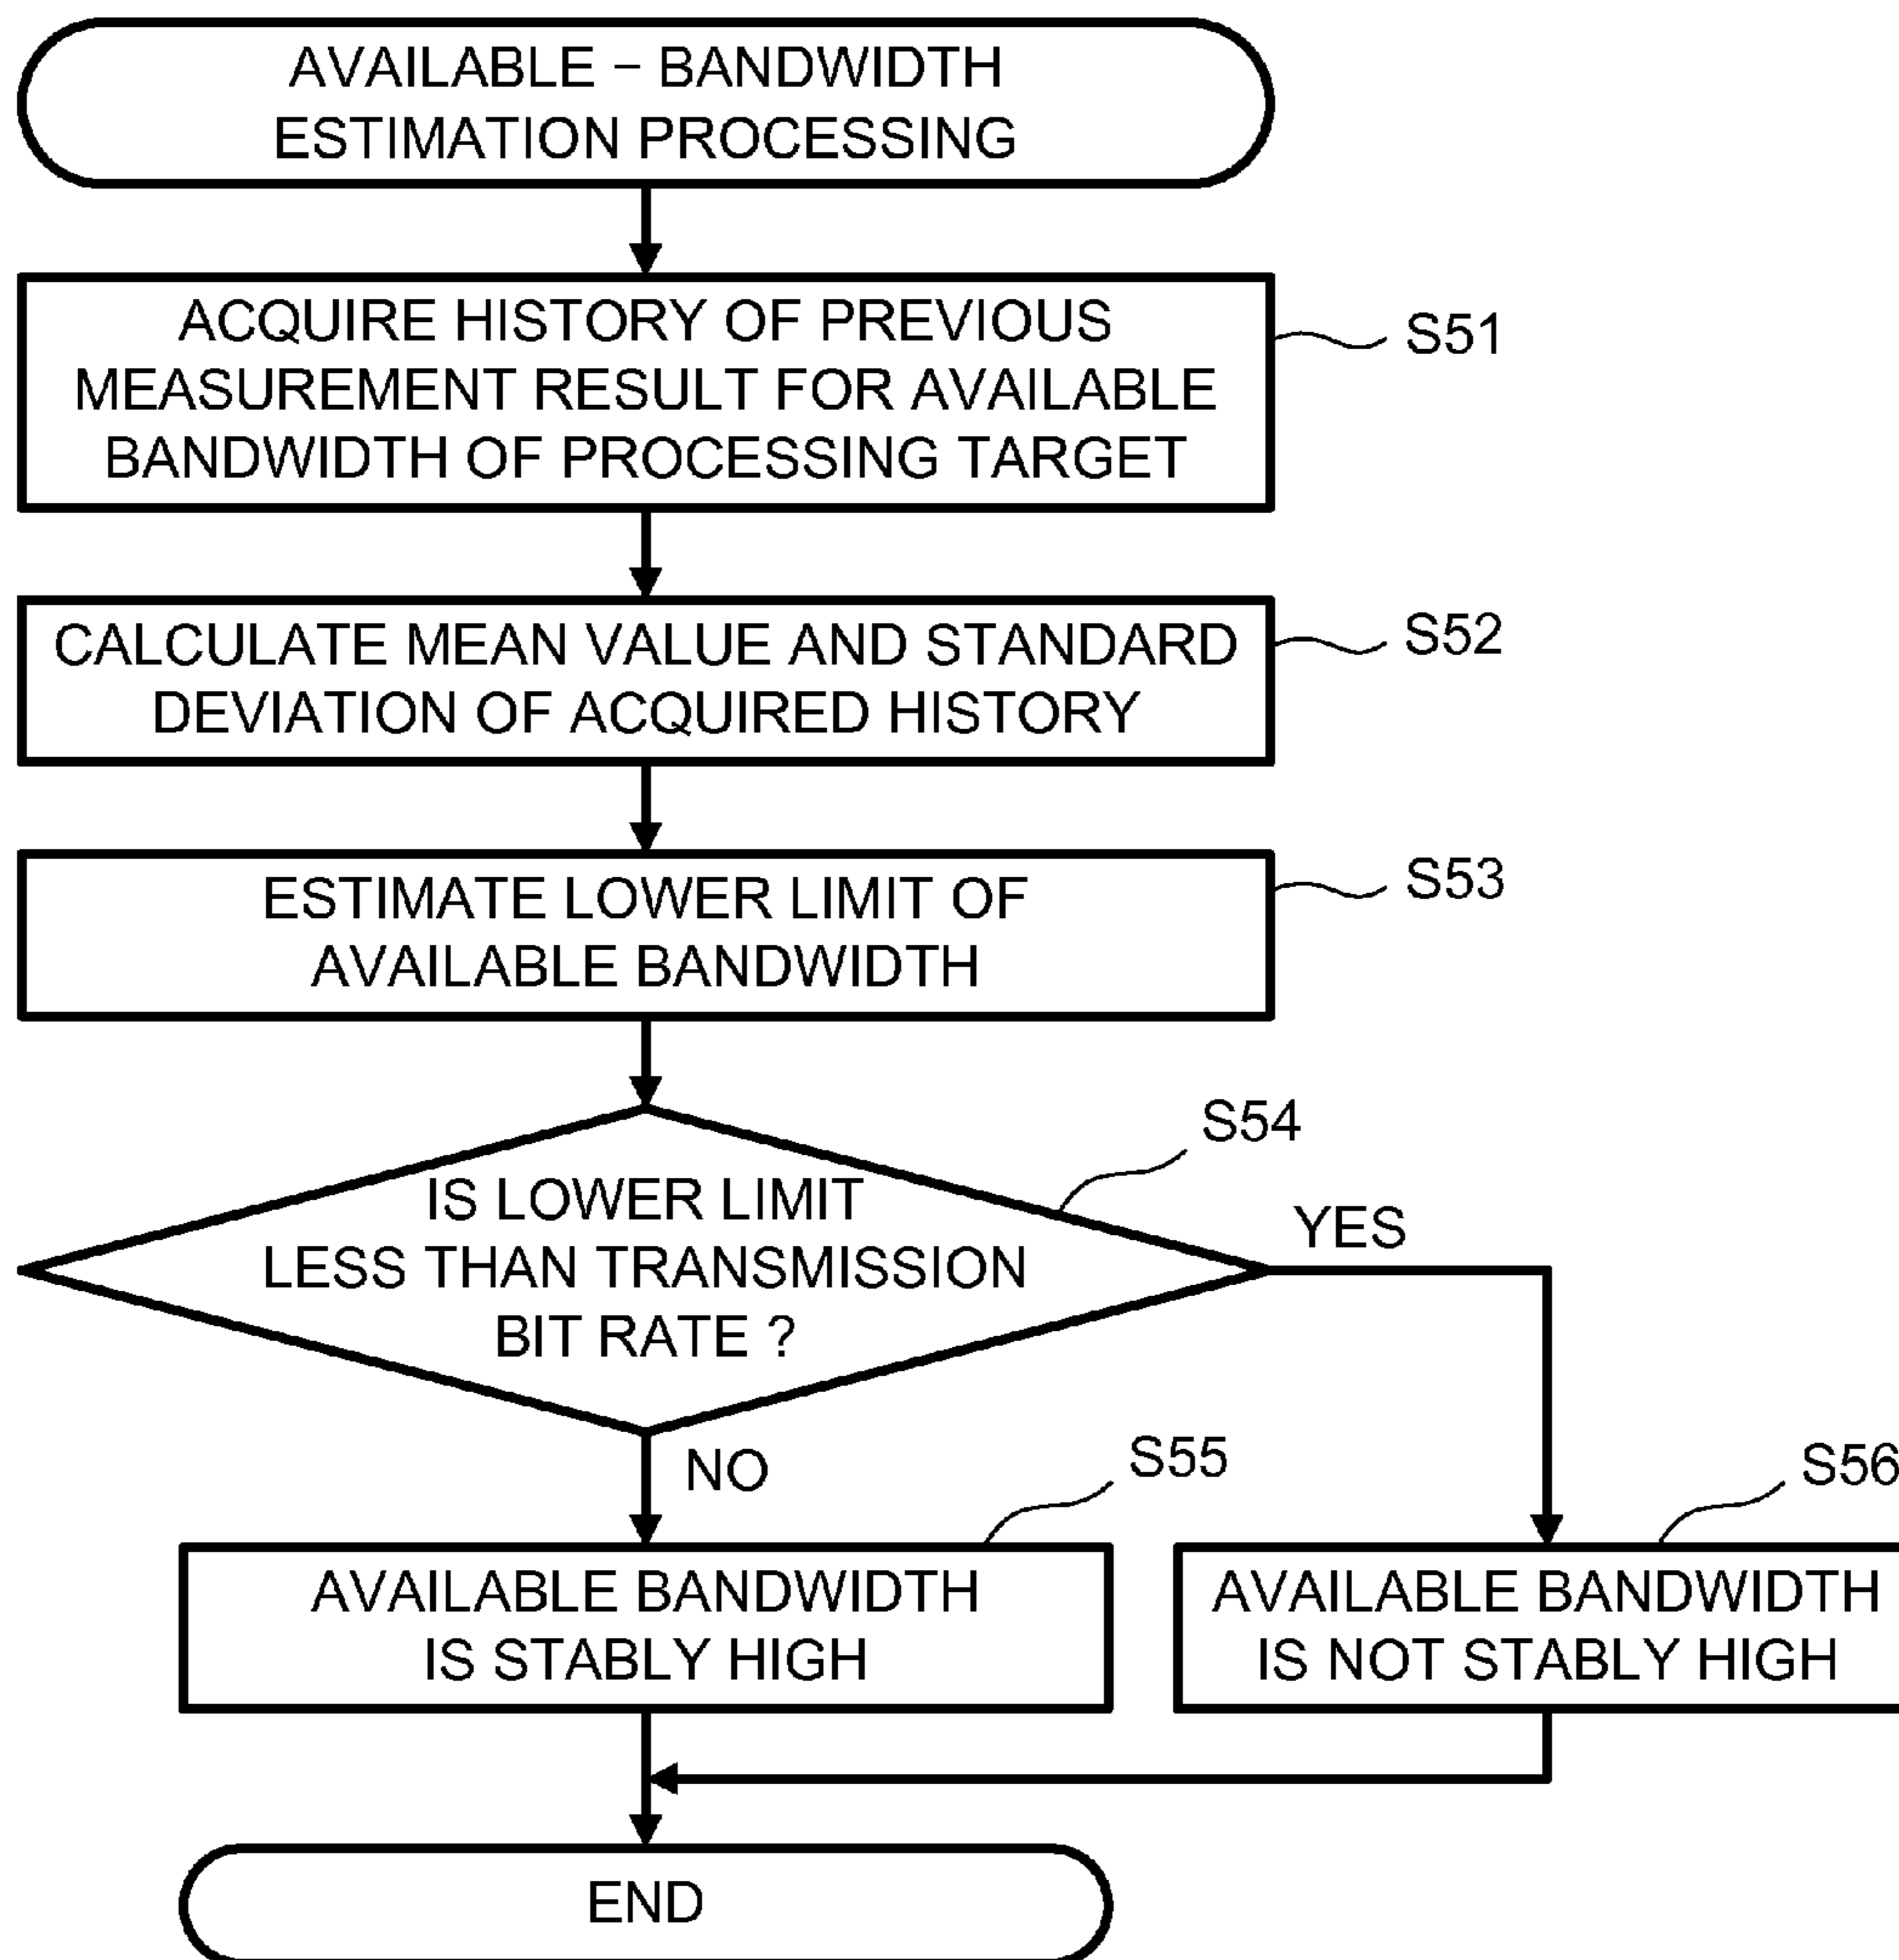 AVAILABLE – BANDWIDTH
ESTIMATION PROCESSING
ACQUIRE HISTORY OF PREVIOUS
MEASUREMENT RESULT FOR AVAILABLE
BANDWIDTH OF PROCESSING TARGET
S51
CALCULATE MEAN VALUE AND STANDARD
DEVIATION OF ACQUIRED HISTORY
S52
ESTIMATE LOWER LIMIT OF
AVAILABLE BANDWIDTH
S53
S54
IS LOWER LIMIT
LESS THAN TRANSMISSION
BIT RATE ?
YES
NO
S55
AVAILABLE BANDWIDTH
IS STABLY HIGH
S56
AVAILABLE BANDWIDTH
IS NOT STABLY HIGH
END